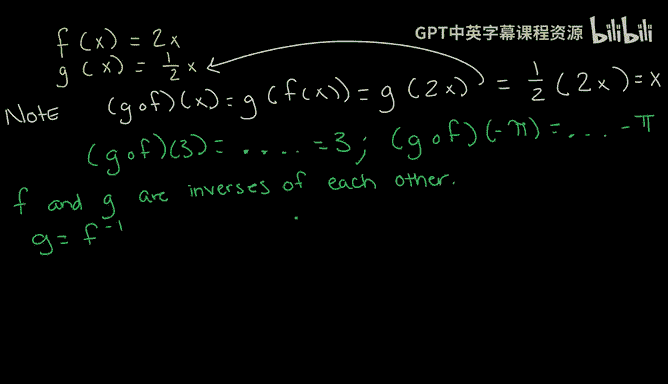 GPT中英字幕课程资源 bilibili
f(x) = 2x
g(x) = 1/2 x
Note (g∘f)(x) = g(f(x)) = g(2x) = 1/2 (2x) = x
(g∘f)(3) = .... = 3; (g∘f)(-π) = ... -π
f and g are inverses of each other.
g = f⁻¹